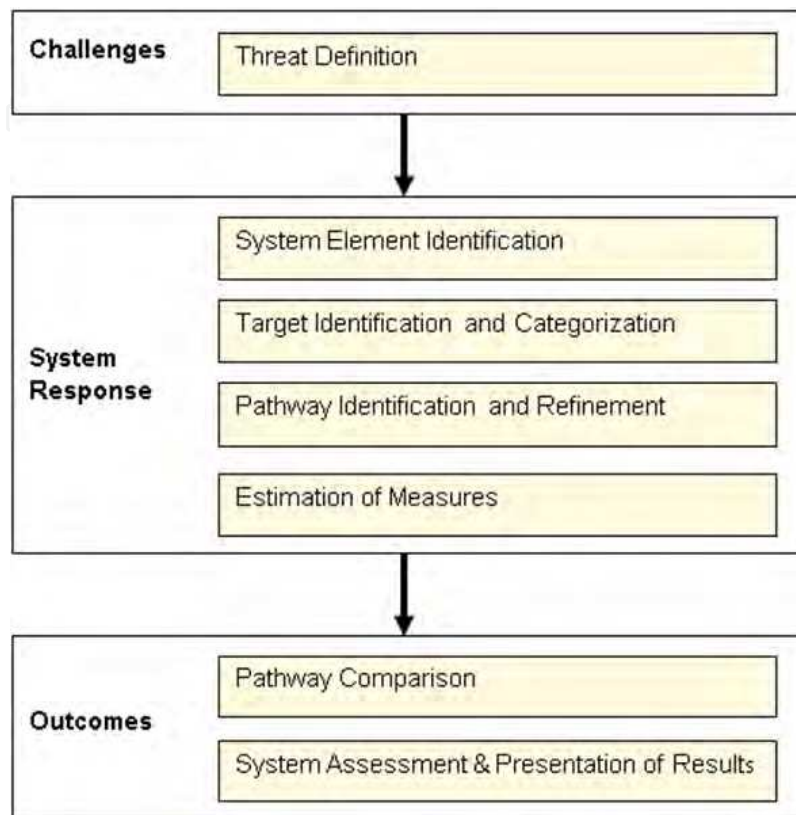 Challenges
Threat Definition
System
Response
System Element Identification
Target Identification and Categorization
Pathway Identification and Refinement
Estimation of Measures
Outcomes
Pathway Comparison
System Assessment & Presentation of Results